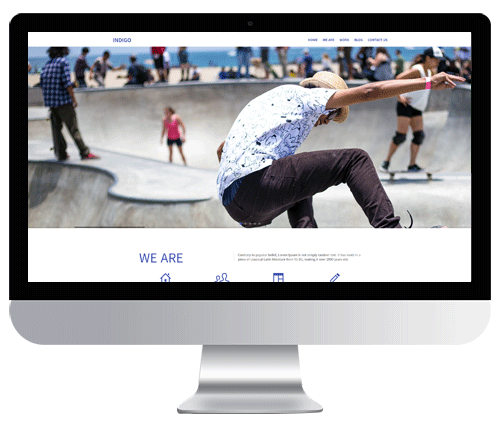 INDIGO
HOME WE ARE WORK BLOG CONTACT US
WE ARE
Contrary to popular belief, Lorem Ipsum is not simply random text. It has roots in a
piece of classical Latin literature from 45 BC, making it over 2000 years old.